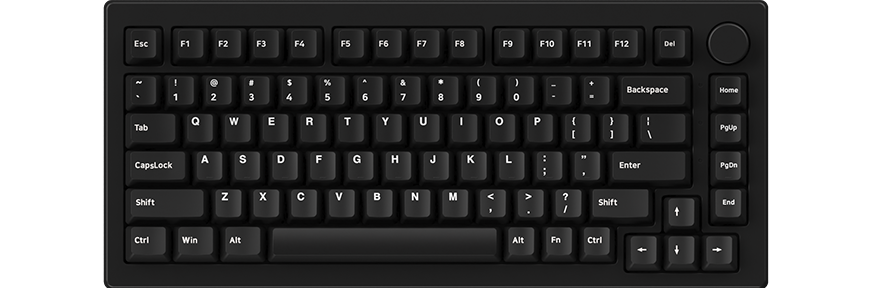 Esc F1 F2 F3 F4 F5 F6 F7 F8 F9 F10 F11 F12 Del
~ ! @ # $ % ^ & * ( ) _ +
` 1 2 3 4 5 6 7 8 9 0 - = Backspace Home
Tab Q W E R T Y U I O P { } ¦ PgUp
[ ] \
CapsLock A S D F G H J K L : " Enter PgDn
; ,
Shift Z X C V B N M < > ? Shift ↑ End
, . /
Ctrl Win Alt Alt Fn Ctrl ← ↓ →